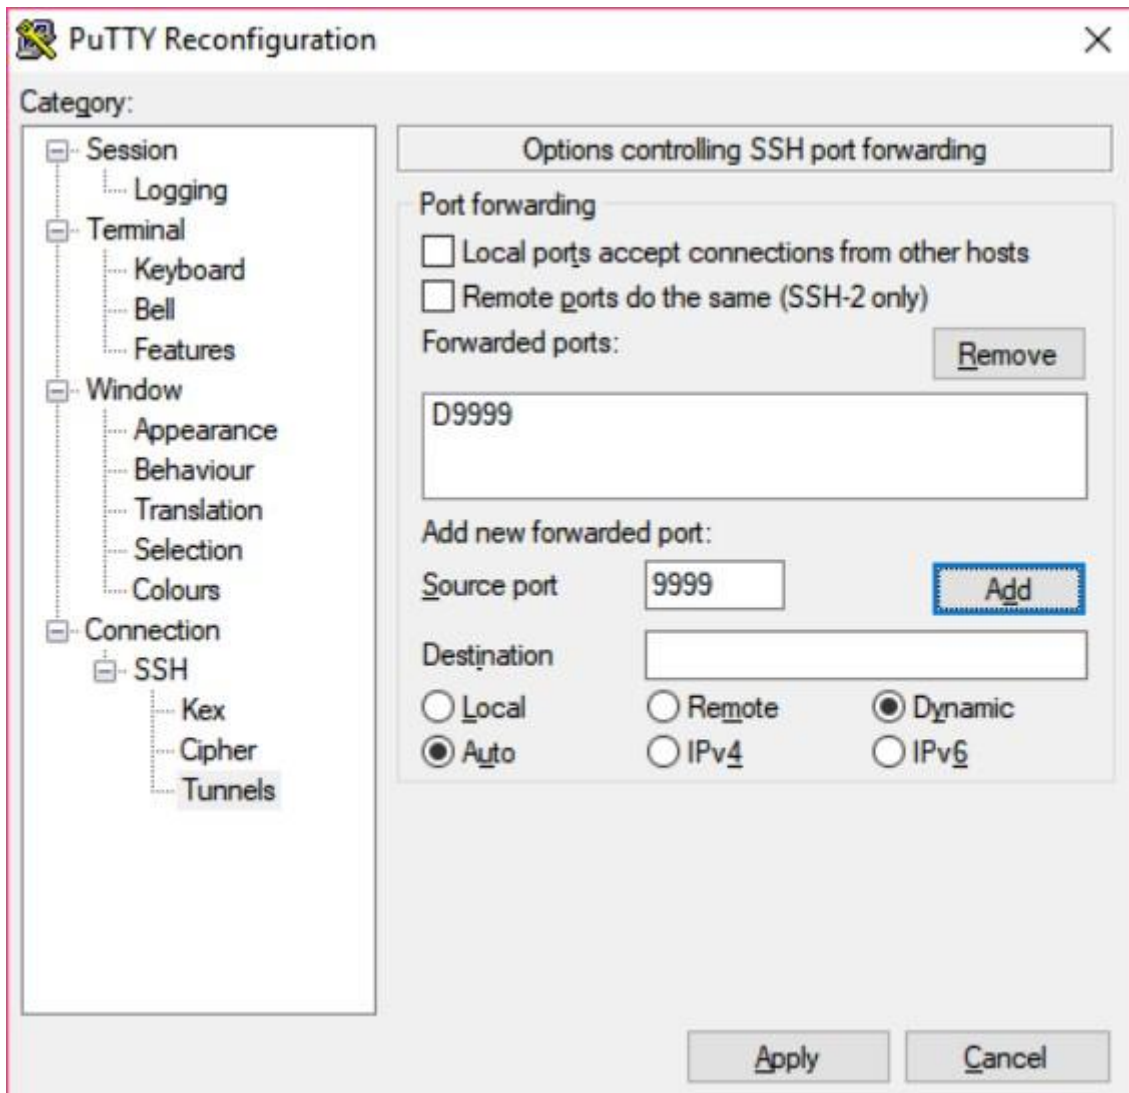 PuTTY Reconfiguration
Category:
Session
Logging
Terminal
Keyboard
Bell
Features
Window
Appearance
Behaviour
Translation
Selection
Colours
Connection
SSH
Kex
Cipher
Tunnels
Options controlling SSH port forwarding
Port forwarding
Local ports accept connections from other hosts
Remote ports do the same (SSH-2 only)
Forwarded ports:
Remove
D9999
Add new forwarded port:
Source port 9999 Add
Destination
Local Remote Dynamic
Auto IPv4 IPv6
Apply Cancel